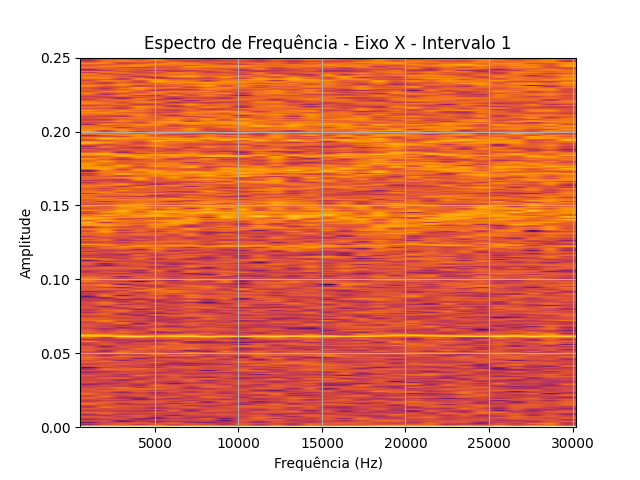 Espectro de Frequência - Eixo X - Intervalo 1
0.25
0.20
0.15
0.10
0.05
0.00
Amplitude
5000 10000 15000 20000 25000 30000
Frequência (Hz)